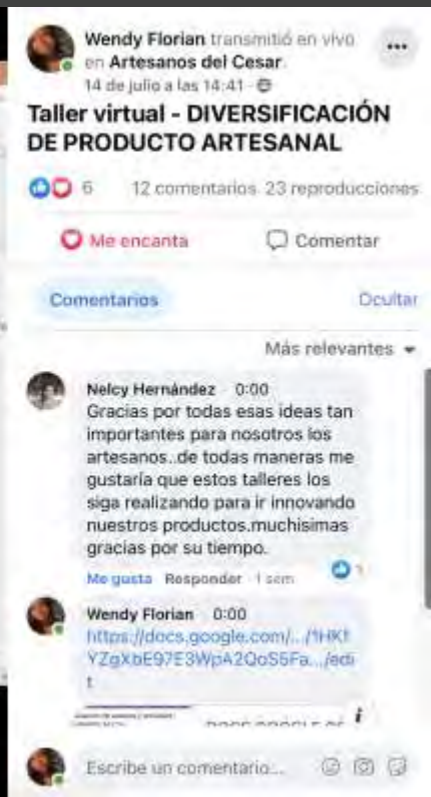 Wendy Florian transmitió en vivo
en Artesanos del Cesar.
14 de julio a las 14:41 ·
Taller virtual - DIVERSIFICACIÓN
DE PRODUCTO ARTESANAL
6 12 comentarios 23 reproducciones
Me encanta Comentar
Comentarios Ocultar
Más relevantes
Nelcy Hernández · 0:00
Gracias por todas esas ideas tan
importantes para nosotros los
artesanos..de todas maneras me
gustaría que estos talleres los
siga realizando para ir innovando
nuestros productos.muchisimas
gracias por su tiempo.
Me gusta Responder 1 sem 1
Wendy Florian · 0:00
https://docs.google.com/.../
Escribe un comentario...